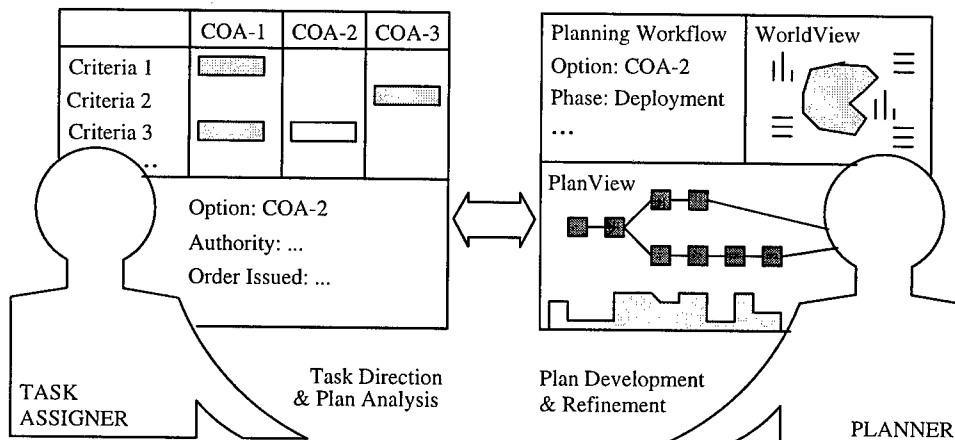 COA-1 COA-2 COA-3
Criteria 1
Criteria 2
Criteria 3
..
Option: COA-2
Authority: ...
Order Issued: ...
Planning Workflow
Option: COA-2
Phase: Deployment
...
WorldView
PlanView
TASK
ASSIGNER
Task Direction
& Plan Analysis
Plan Development
& Refinement
PLANNER